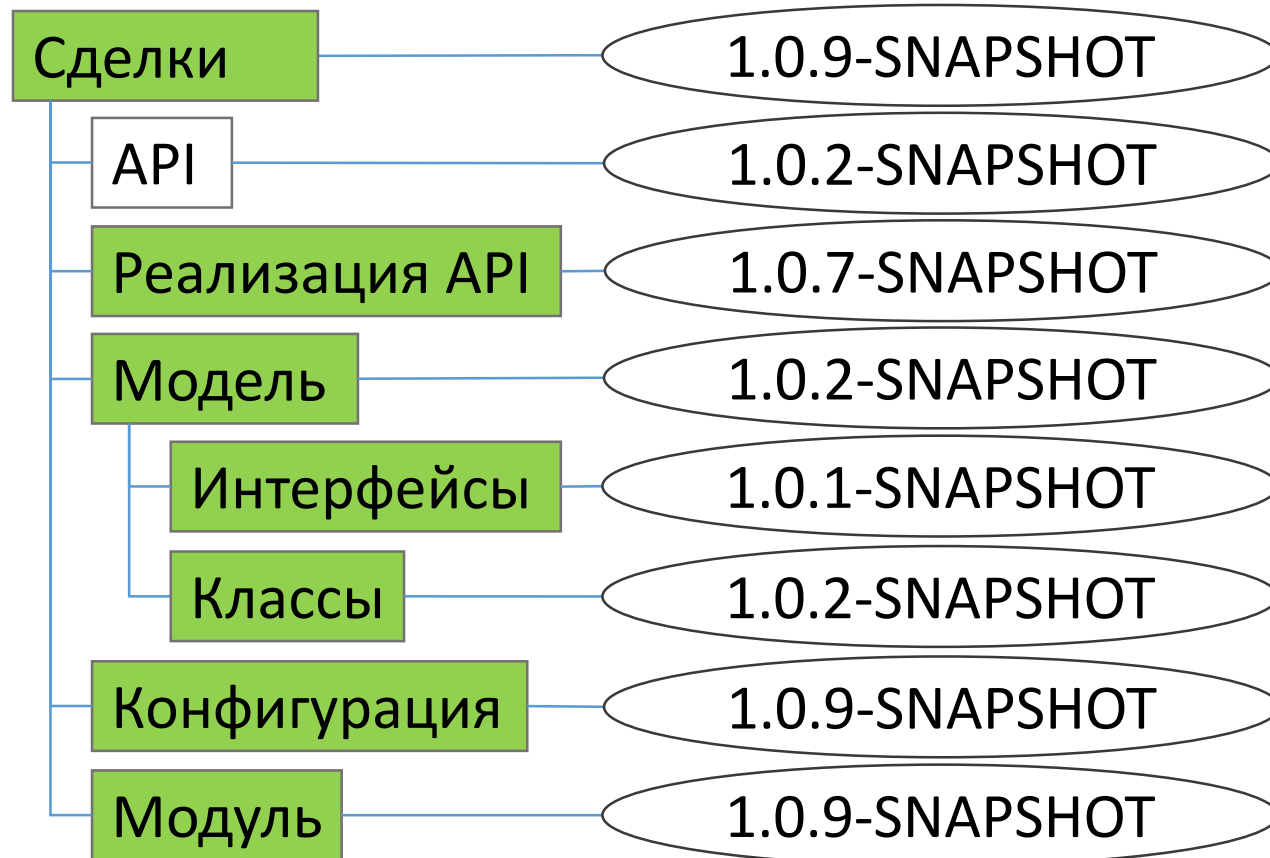 Сделки 1.0.9-SNAPSHOT
API 1.0.2-SNAPSHOT
Реализация API 1.0.7-SNAPSHOT
Модель 1.0.2-SNAPSHOT
Интерфейсы 1.0.1-SNAPSHOT
Классы 1.0.2-SNAPSHOT
Конфигурация 1.0.9-SNAPSHOT
Модуль 1.0.9-SNAPSHOT